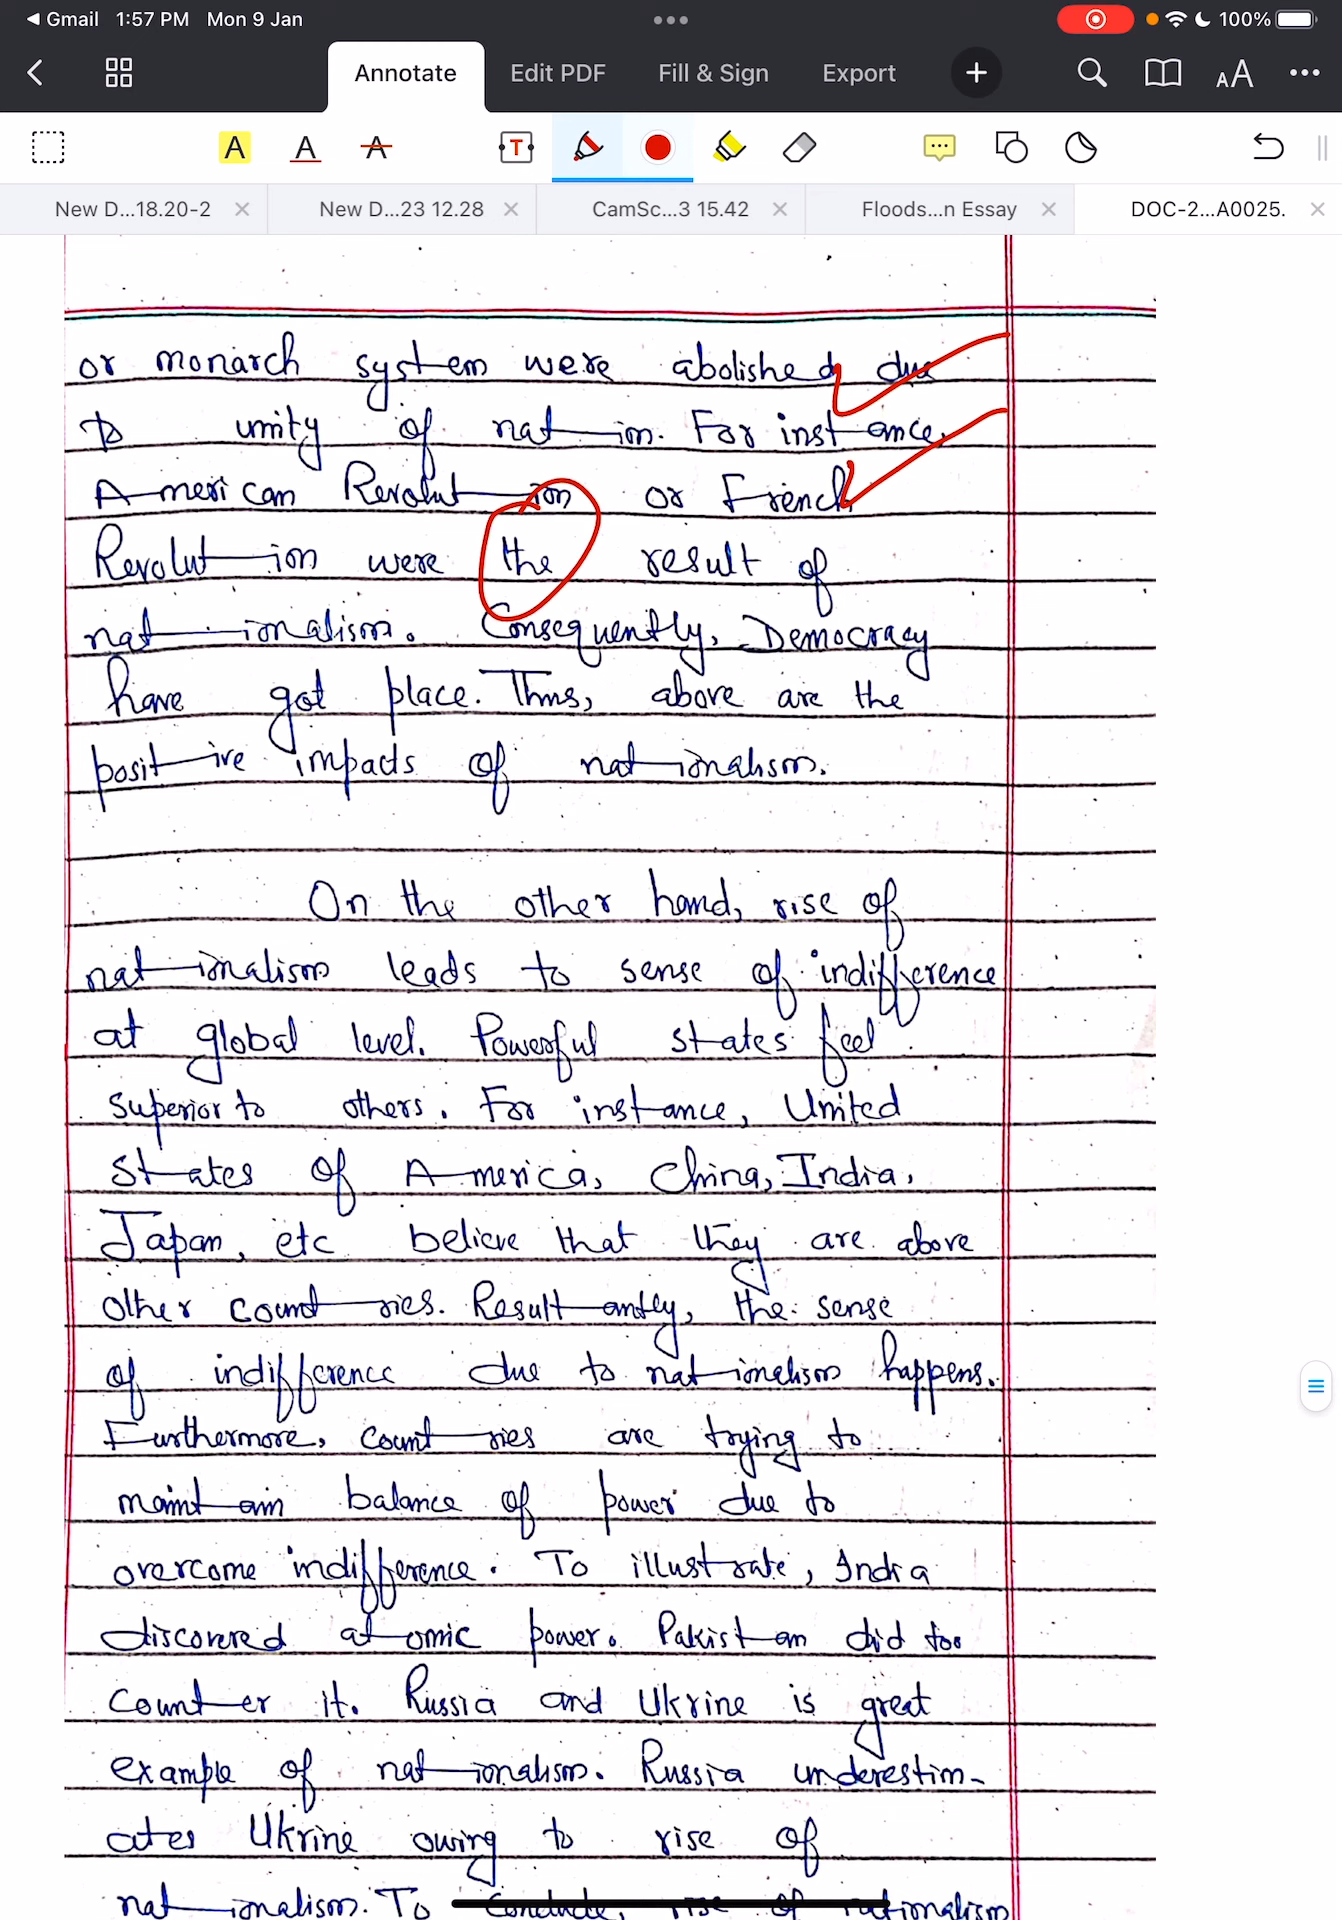 Gmail 1:57 PM Mon 9 Jan 100%
Annotate Edit PDF Fill & Sign Export
New D...18.20-2 New D...23 12.28 CamSc...3 15.42 Floods...n Essay DOC-2...A0025.
or monarch system were abolished due
to unity of nation. For instance,
American Revolution or French
Revolution were the result of
nationalism. Consequently, Democracy
have got place. Thus, above are the
positive impacts of nationalism.
On the other hand, rise of
nationalism leads to sense of indifference
at global level. Powerful states feel
superior to others. For instance, United
States of America, China, India,
Japan, etc believe that they are above
other countries. Resultantly, the sense
of indifference due to nationalism happens.
Furthermore, countries are trying to
maintain balance of power due to
overcome indifference. To illustrate, India
discovered atomic power. Pakistan did too
counter it. Russia and Ukrine is great
example of nationalism. Russia underestim-
ates Ukrine owing to rise of
nationalism. To conclude, rise of nationalism